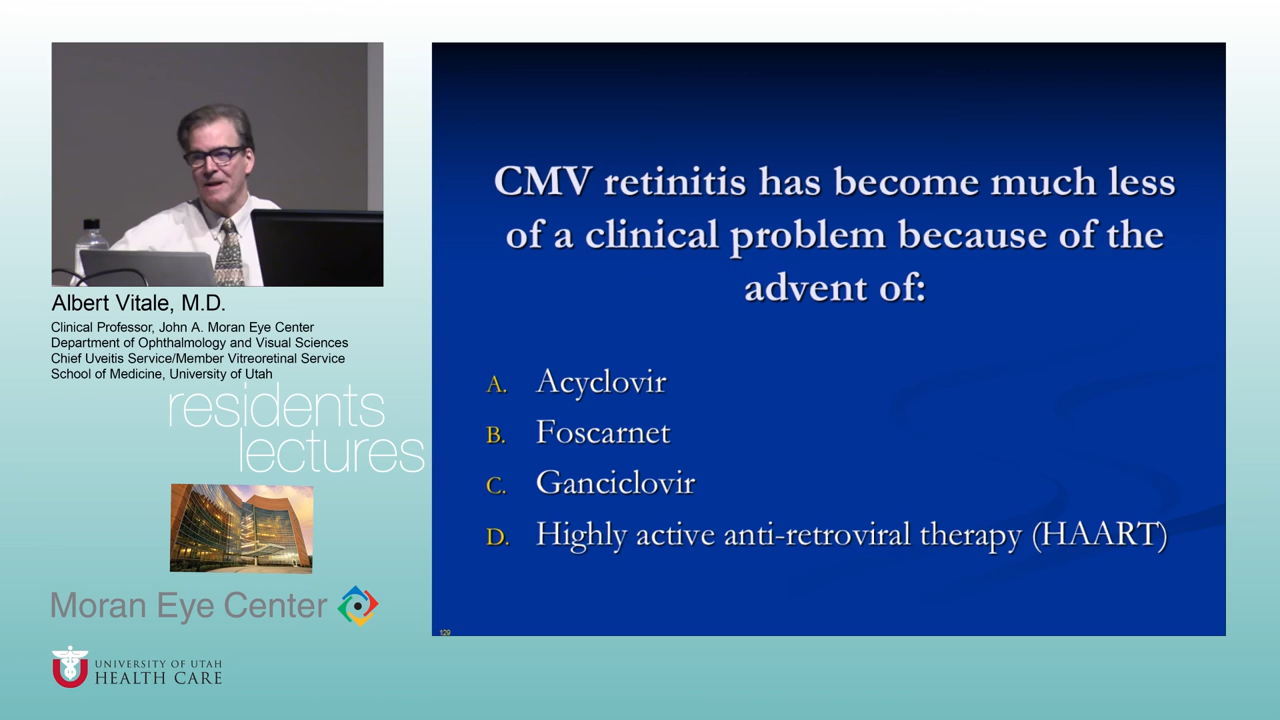 CMV retinitis has become much less
of a clinical problem because of the
advent of:
A. Acyclovir
B. Foscarnet
C. Ganciclovir
D. Highly active anti-retroviral therapy (HAART)
129
Albert Vitale, M.D.
Clinical Professor, John A. Moran Eye Center
Department of Ophthalmology and Visual Sciences
Chief Uveitis Service/Member Vitreoretinal Service
School of Medicine, University of Utah
residents
lectures
Moran Eye Center
UNIVERSITY OF UTAH
HEALTH CARE